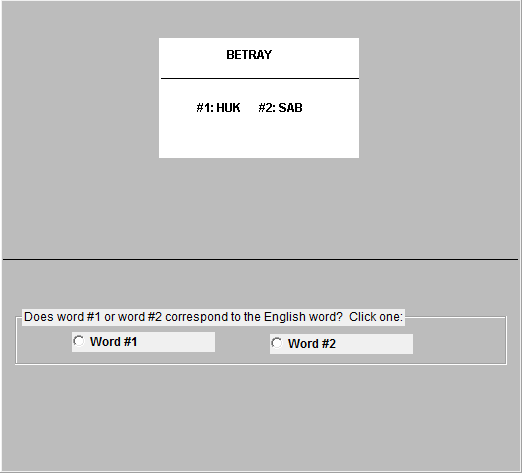 BETRAY
#1: HUK #2: SAB
Does word #1 or word #2 correspond to the English word? Click one:
Word #1 Word #2